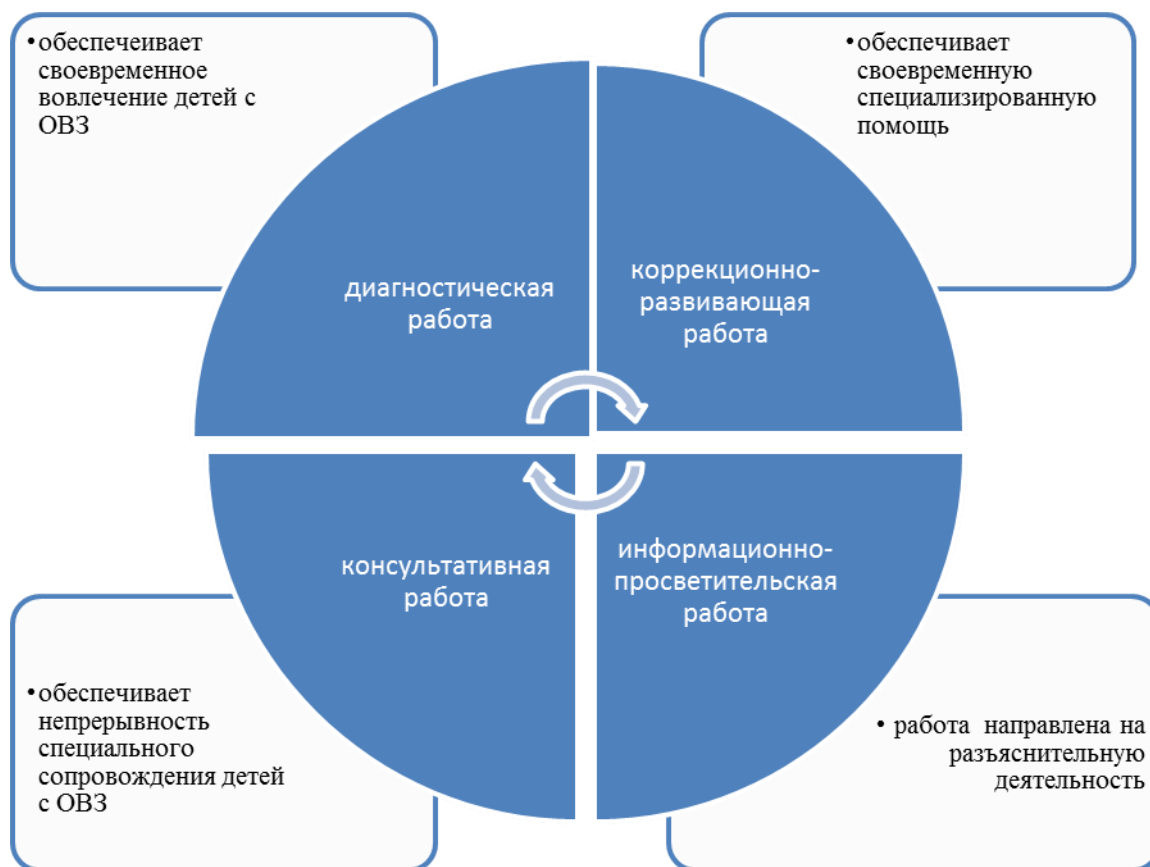 •обеспечеивает
своевременное
вовлечение детей с
ОВЗ
•обеспечивает
своевременную
специализированную
помощь
диагностическая
работа
коррекционно-
развивающая
работа
консультативная
работа
информационно-
просветительская
работа
•обеспечивает
непрерывность
специального
сопровождения детей
с ОВЗ
• работа направлена на
разъяснительную
деятельность